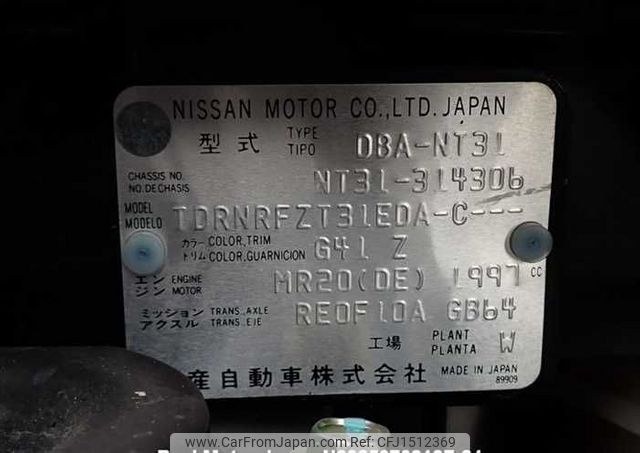 NISSAN MOTOR CO.,LTD. JAPAN
型式 TYPE TIPO DBA-NT31
CHASSIS NO. NO.DE CHASIS NT31-314306
MODEL MODELO TDRNRFZT31EDA-C---
カラー COLOR,TRIM トリム COLOR,GUARNICION G41 Z
エンジン ENGINE MOTOR MR20(DE) 1997 CC
ミッション TRANS.,AXLE アクスル TRANS.,EJE RE0F10A GB64
工場 PLANT PLANTA W
産自動車株式会社 MADE IN JAPAN
89909
www.CarFromJapan.com - ID: CFJ1512369